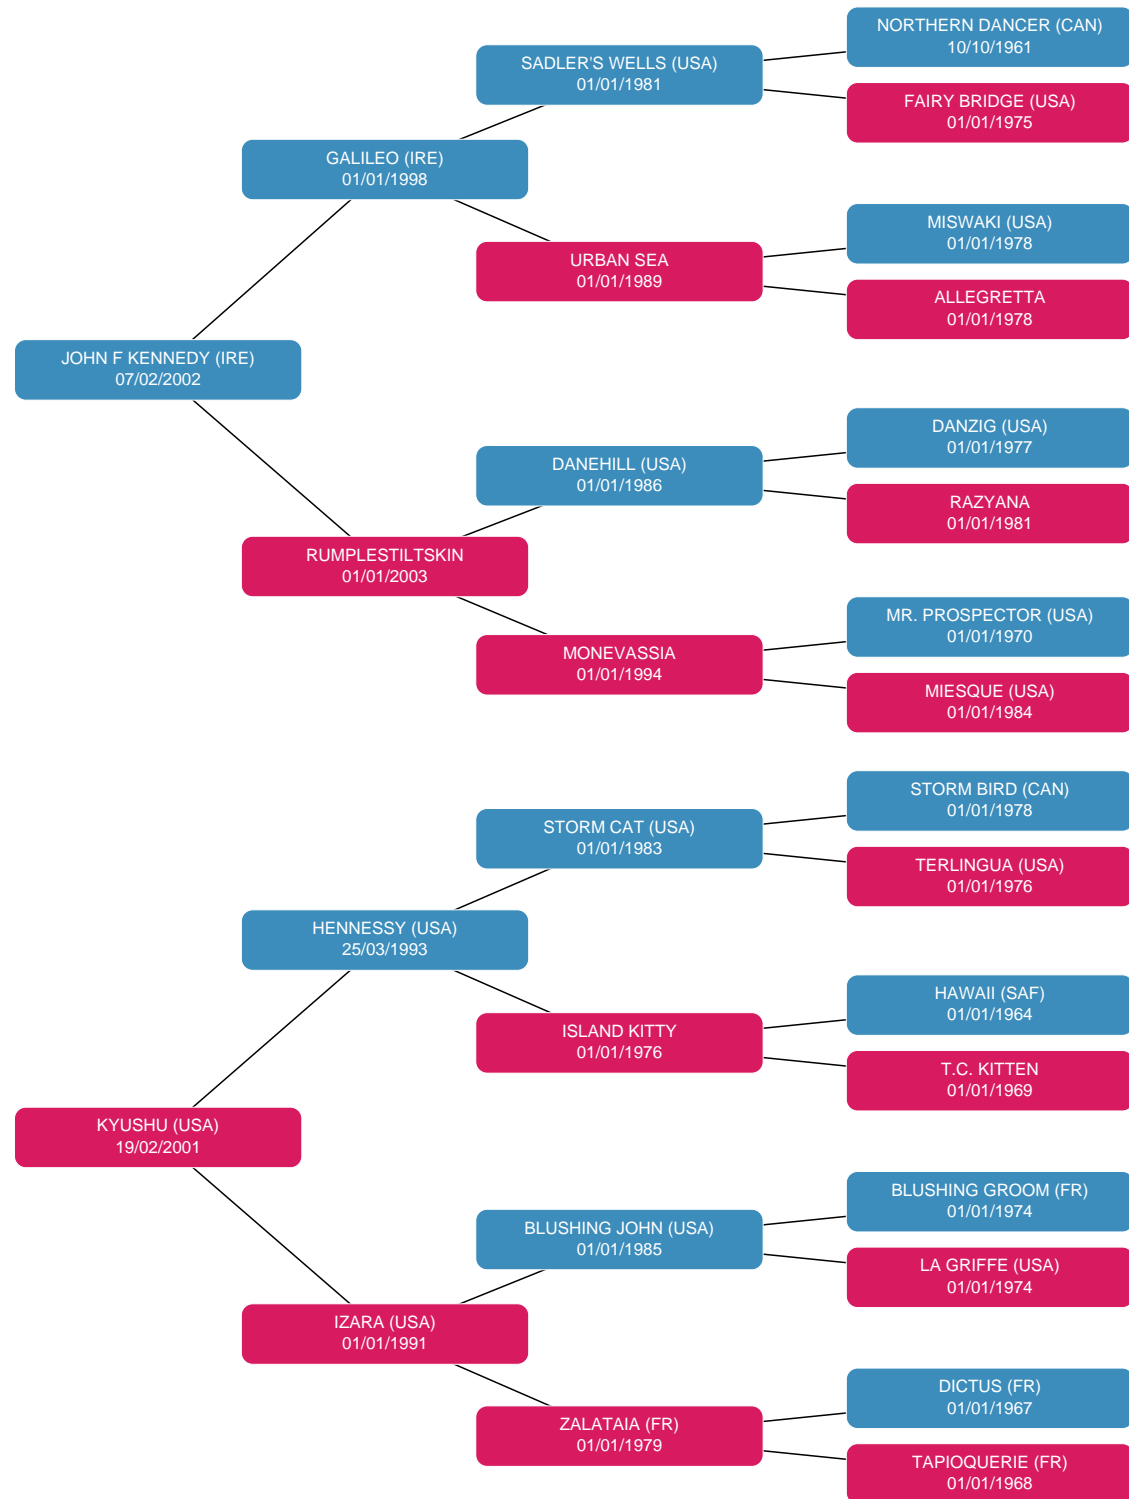 NORTHERN DANCER (CAN)
10/10/1961
SADLER'S WELLS (USA)
01/01/1981
FAIRY BRIDGE (USA)
01/01/1975
GALILEO (IRE)
01/01/1998
MISWAKI (USA)
01/01/1978
URBAN SEA
01/01/1989
ALLEGRETTA
01/01/1978
JOHN F KENNEDY (IRE)
07/02/2002
DANZIG (USA)
01/01/1977
DANEHILL (USA)
01/01/1986
RAZYANA
01/01/1981
RUMPLESTILTSKIN
01/01/2003
MR. PROSPECTOR (USA)
01/01/1970
MONEVASSIA
01/01/1994
MIESQUE (USA)
01/01/1984
STORM BIRD (CAN)
01/01/1978
STORM CAT (USA)
01/01/1983
TERLINGUA (USA)
01/01/1976
HENNESSY (USA)
25/03/1993
HAWAII (SAF)
01/01/1964
ISLAND KITTY
01/01/1976
T.C. KITTEN
01/01/1969
KYUSHU (USA)
19/02/2001
BLUSHING GROOM (FR)
01/01/1974
BLUSHING JOHN (USA)
01/01/1985
LA GRIFFE (USA)
01/01/1974
IZARA (USA)
01/01/1991
DICTUS (FR)
01/01/1967
ZALATAIA (FR)
01/01/1979
TAPIOQUERIE (FR)
01/01/1968